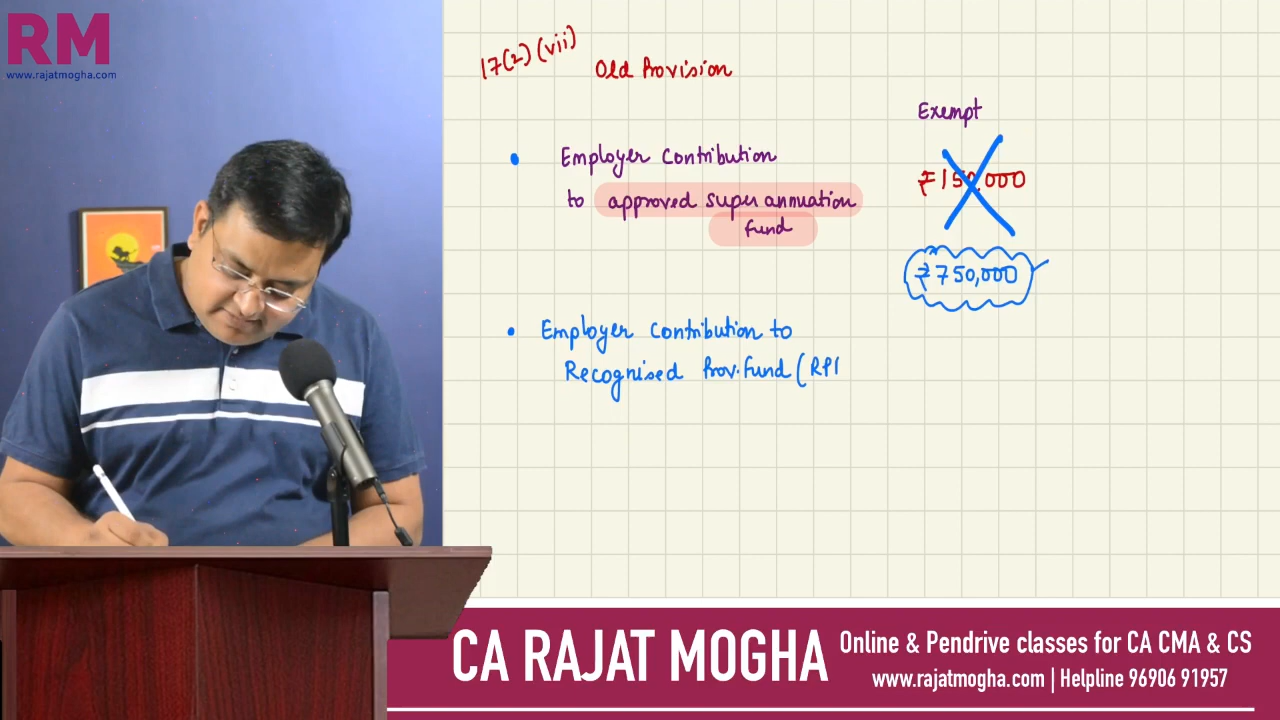 RM
www.rajatmogha.com
17(2)(vii)
Old Provision
Exempt
• Employer Contribution
₹150,000
to approved superannuation
fund
₹750,000
• Employer Contribution to
Recognised Prov. Fund (RPI
CA RAJAT MOGHA
Online & Pendrive classes for CA CMA & CS
www.rajatmogha.com | Helpline 96906 91957